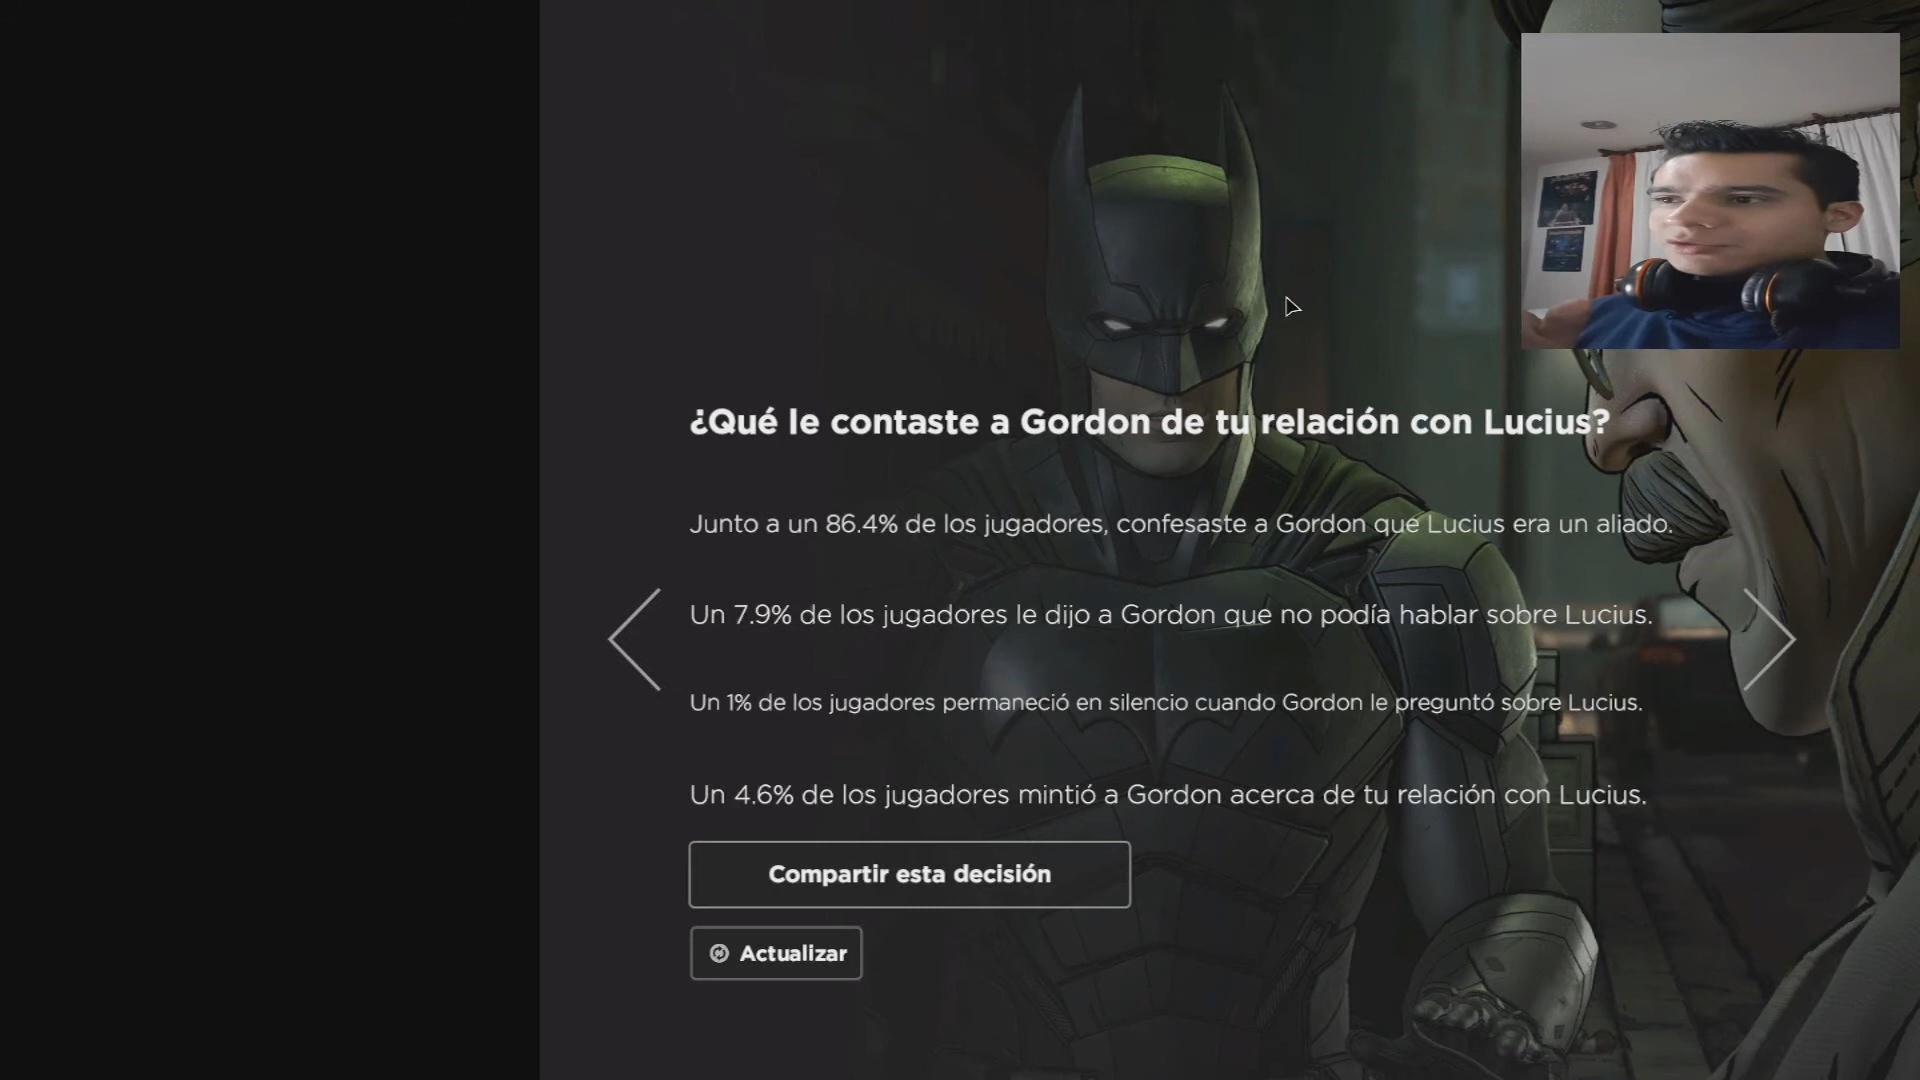 ¿Qué le contaste a Gordon de tu relación con Lucius?
Junto a un 86.4% de los jugadores, confesaste a Gordon que Lucius era un aliado.
Un 7.9% de los jugadores le dijo a Gordon que no podía hablar sobre Lucius.
Un 1% de los jugadores permaneció en silencio cuando Gordon le preguntó sobre Lucius.
Un 4.6% de los jugadores mintió a Gordon acerca de tu relación con Lucius.
Compartir esta decisión
Actualizar